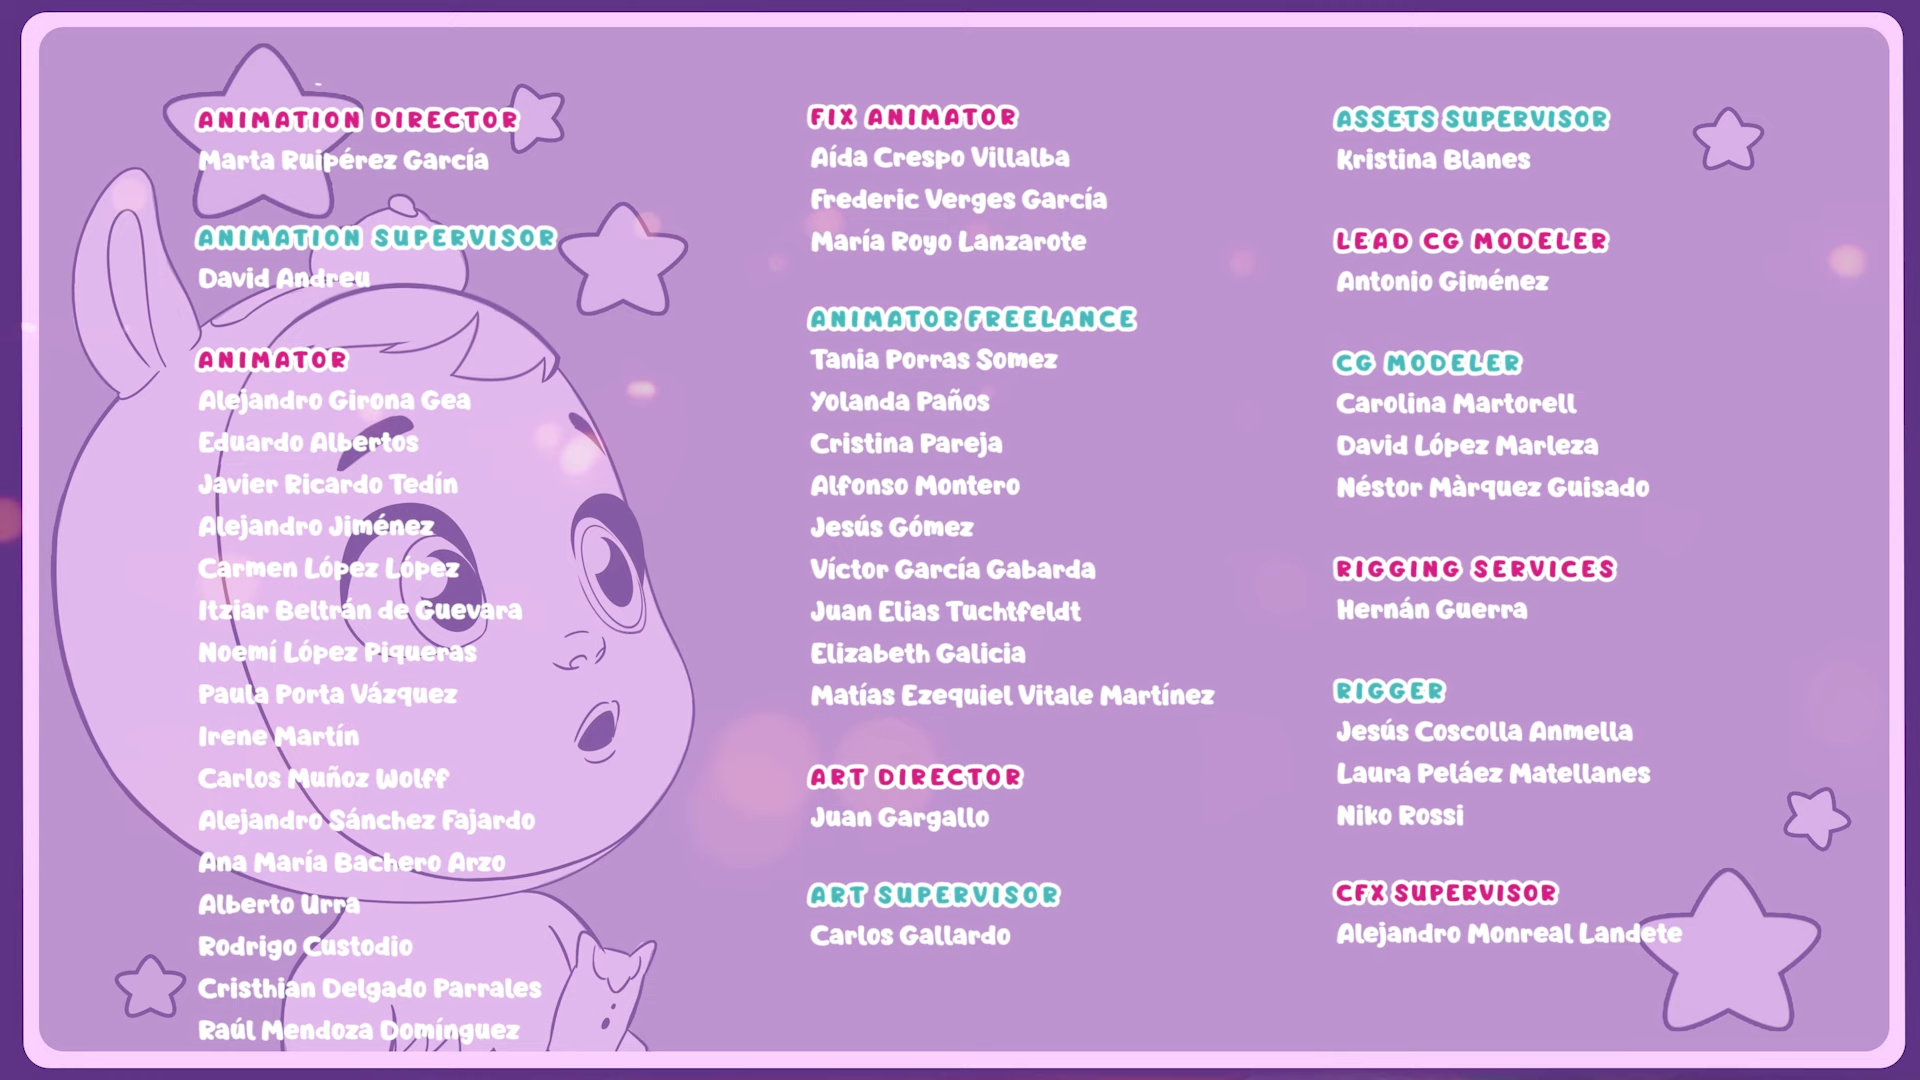 ANIMATION DIRECTOR
Marta Ruipérez García
ANIMATION SUPERVISOR
David Andreu
ANIMATOR
Alejandro Girona Gea
Eduardo Albertos
Javier Ricardo Tedín
Alejandro Jiménez
Carmen López López
Itziar Beltrán de Guevara
Noemí López Piqueras
Paula Porta Vázquez
Irene Martín
Carlos Muñoz Wolff
Alejandro Sánchez Fajardo
Ana María Bachero Arzo
Alberto Urra
Rodrigo Custodio
Cristhian Delgado Parrales
Raúl Mendoza Domínguez
FIX ANIMATOR
Aída Crespo Villalba
Frederic Verges García
María Royo Lanzarote
ANIMATOR FREELANCE
Tania Porras Somez
Yolanda Paños
Cristina Pareja
Alfonso Montero
Jesús Gómez
Víctor García Gabarda
Juan Elias Tuchtfeldt
Elizabeth Galicia
Matías Ezequiel Vitale Martínez
ART DIRECTOR
Juan Gargallo
ART SUPERVISOR
Carlos Gallardo
ASSETS SUPERVISOR
Kristina Blanes
LEAD CG MODELER
Antonio Giménez
CG MODELER
Carolina Martorell
David López Marleza
Néstor Màrquez Guisado
RIGGING SERVICES
Hernán Guerra
RIGGER
Jesús Coscolla Anmella
Laura Peláez Matellanes
Niko Rossi
CFX SUPERVISOR
Alejandro Monreal Landete